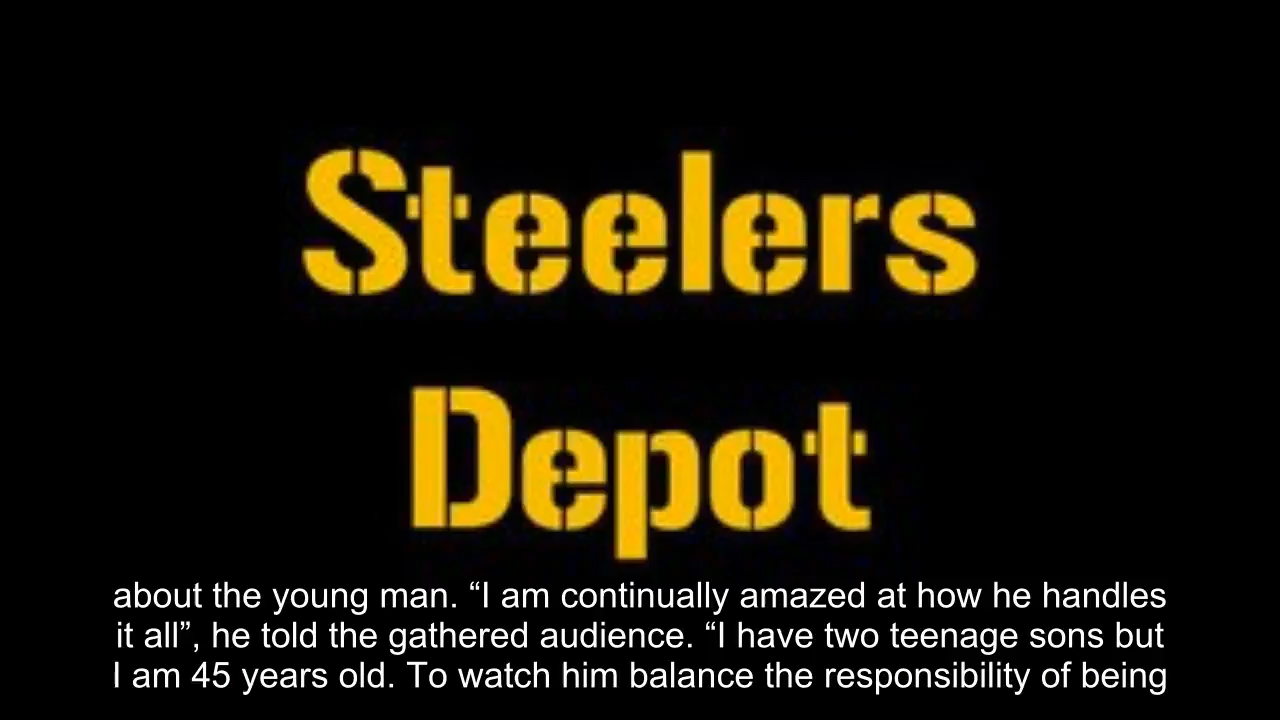 Steelers
Depot
about the young man. “I am continually amazed at how he handles
it all”, he told the gathered audience. “I have two teenage sons but
I am 45 years old. To watch him balance the responsibility of being